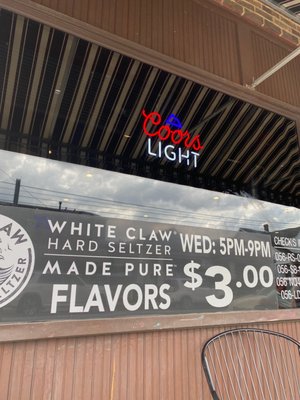 Coors
LIGHT
WHITE CLAW
HARD SELTZER
MADE PURE
FLAVORS
WED: 5PM-9PM
$3.00